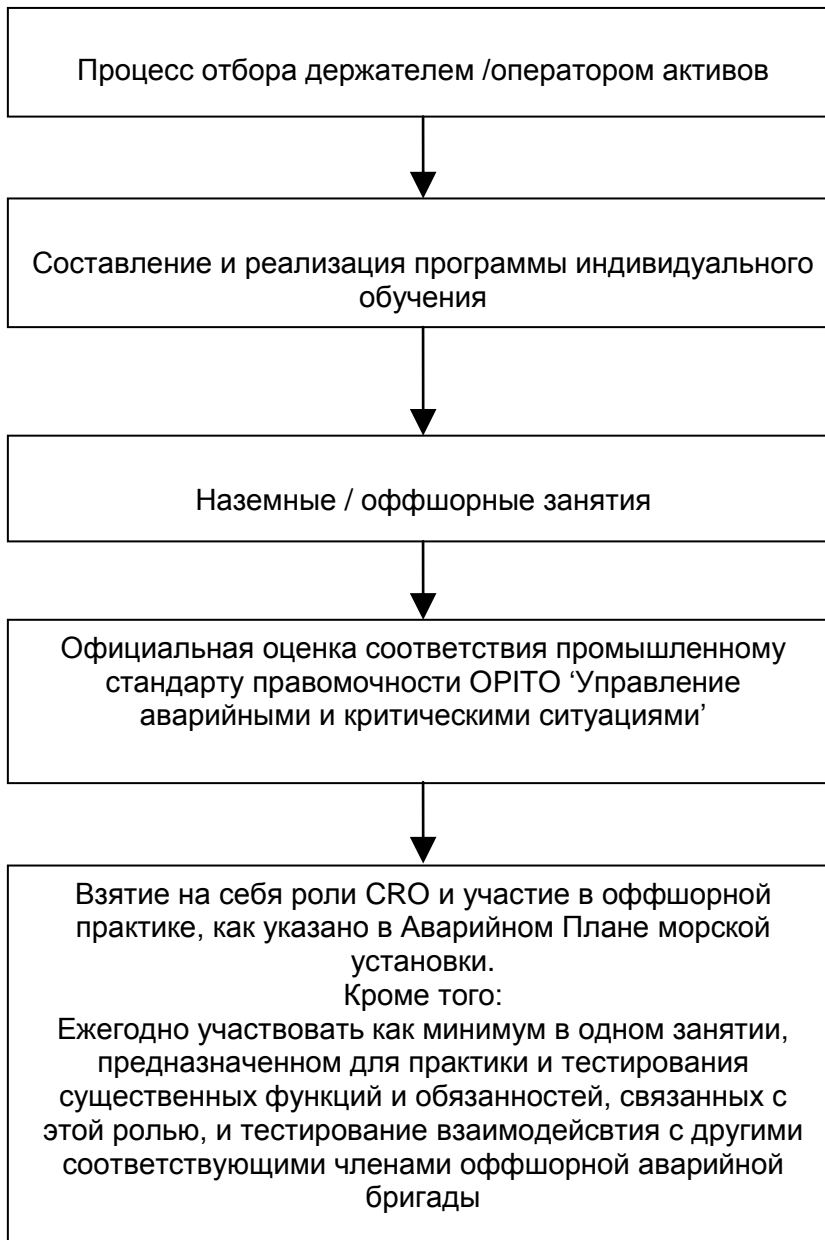 Процесс отбора держателем /оператором активов
Составление и реализация программы индивидуального
обучения
Наземные / оффшорные занятия
Официальная оценка соответствия промышленному
стандарту правомочности OPITO ‘Управление
аварийными и критическими ситуациями’
Взятие на себя роли CRO и участие в оффшорной
практике, как указано в Аварийном Плане морской
установки.
Кроме того:
Ежегодно участвовать как минимум в одном занятии,
предназначенном для практики и тестирования
существенных функций и обязанностей, связанных с
этой ролью, и тестирование взаимодейсвтия с другими
соответствующими членами оффшорной аварийной
бригады